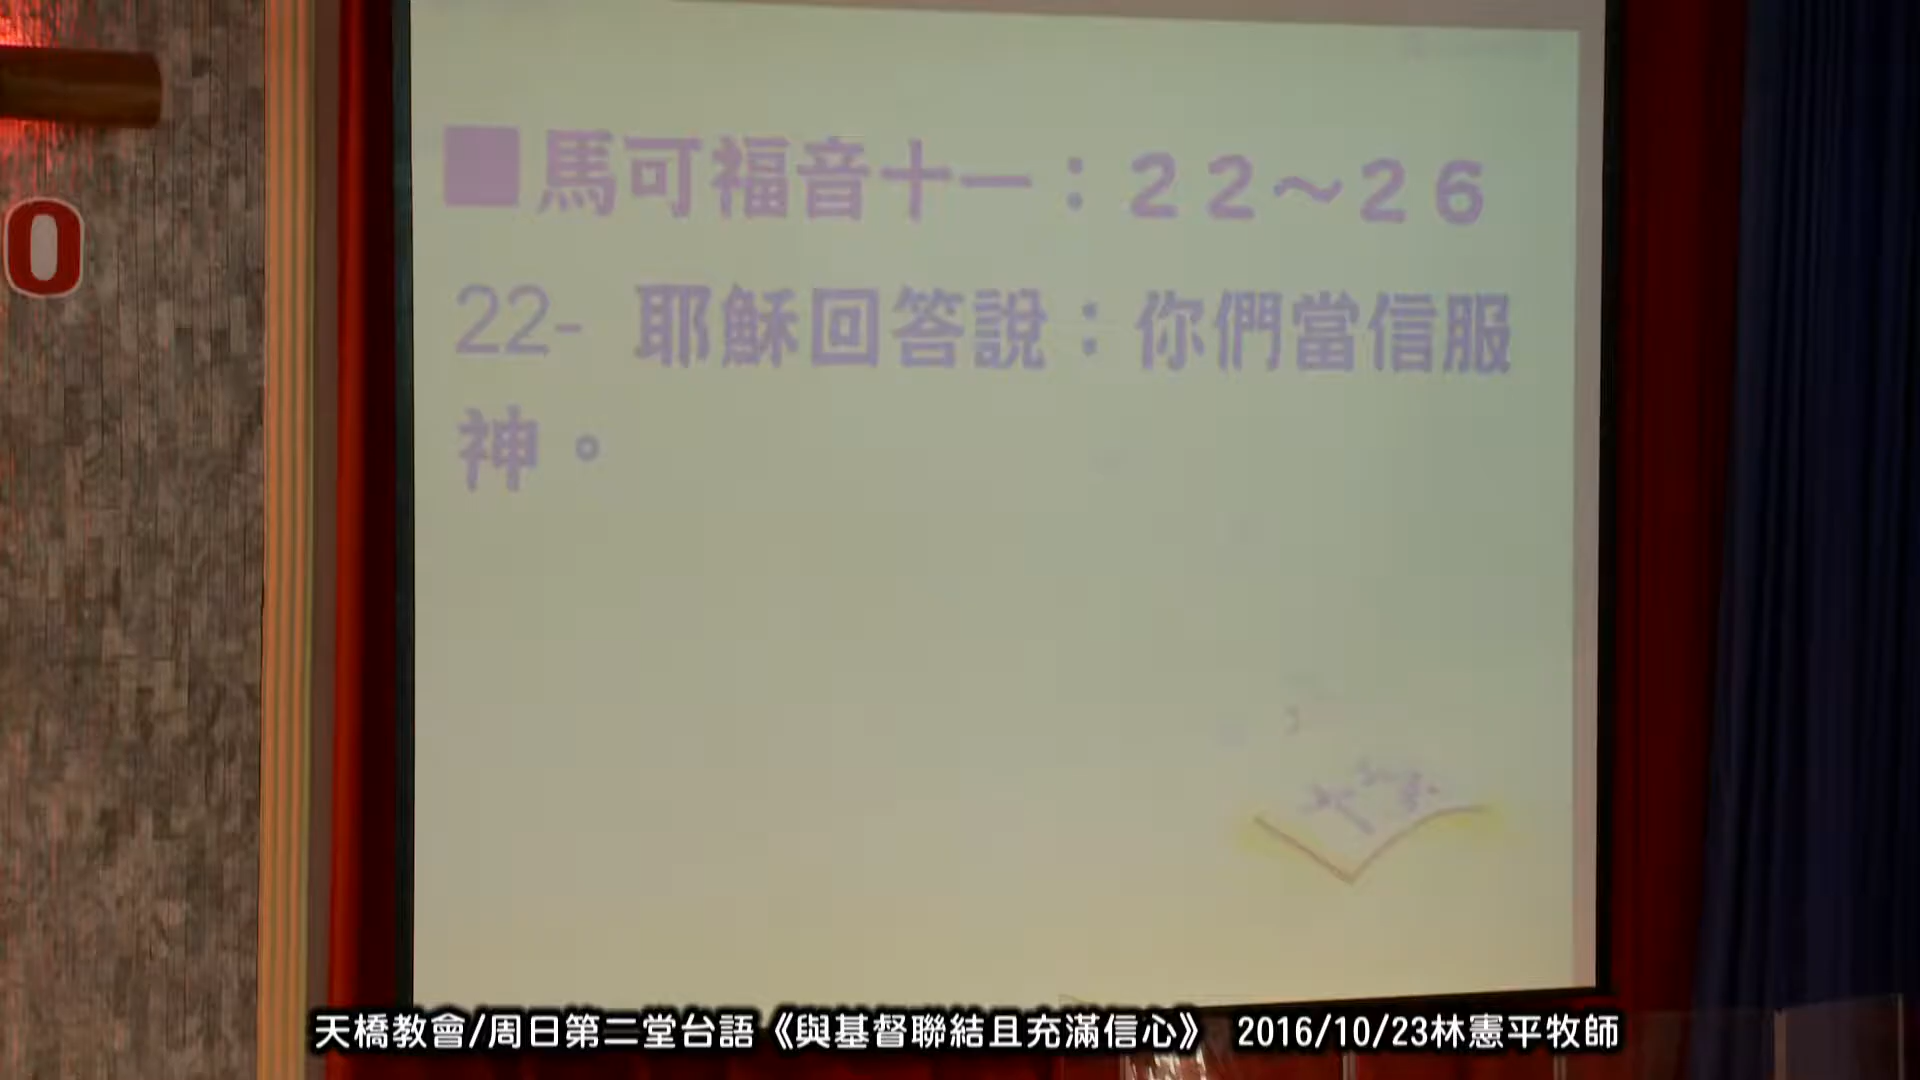 O
■馬可福音十一：２２～２６
22- 耶穌回答說：你們當信服
神。
天橋教會/周日第二堂台語《與基督聯結且充滿信心》 2016/10/23林憲平牧師